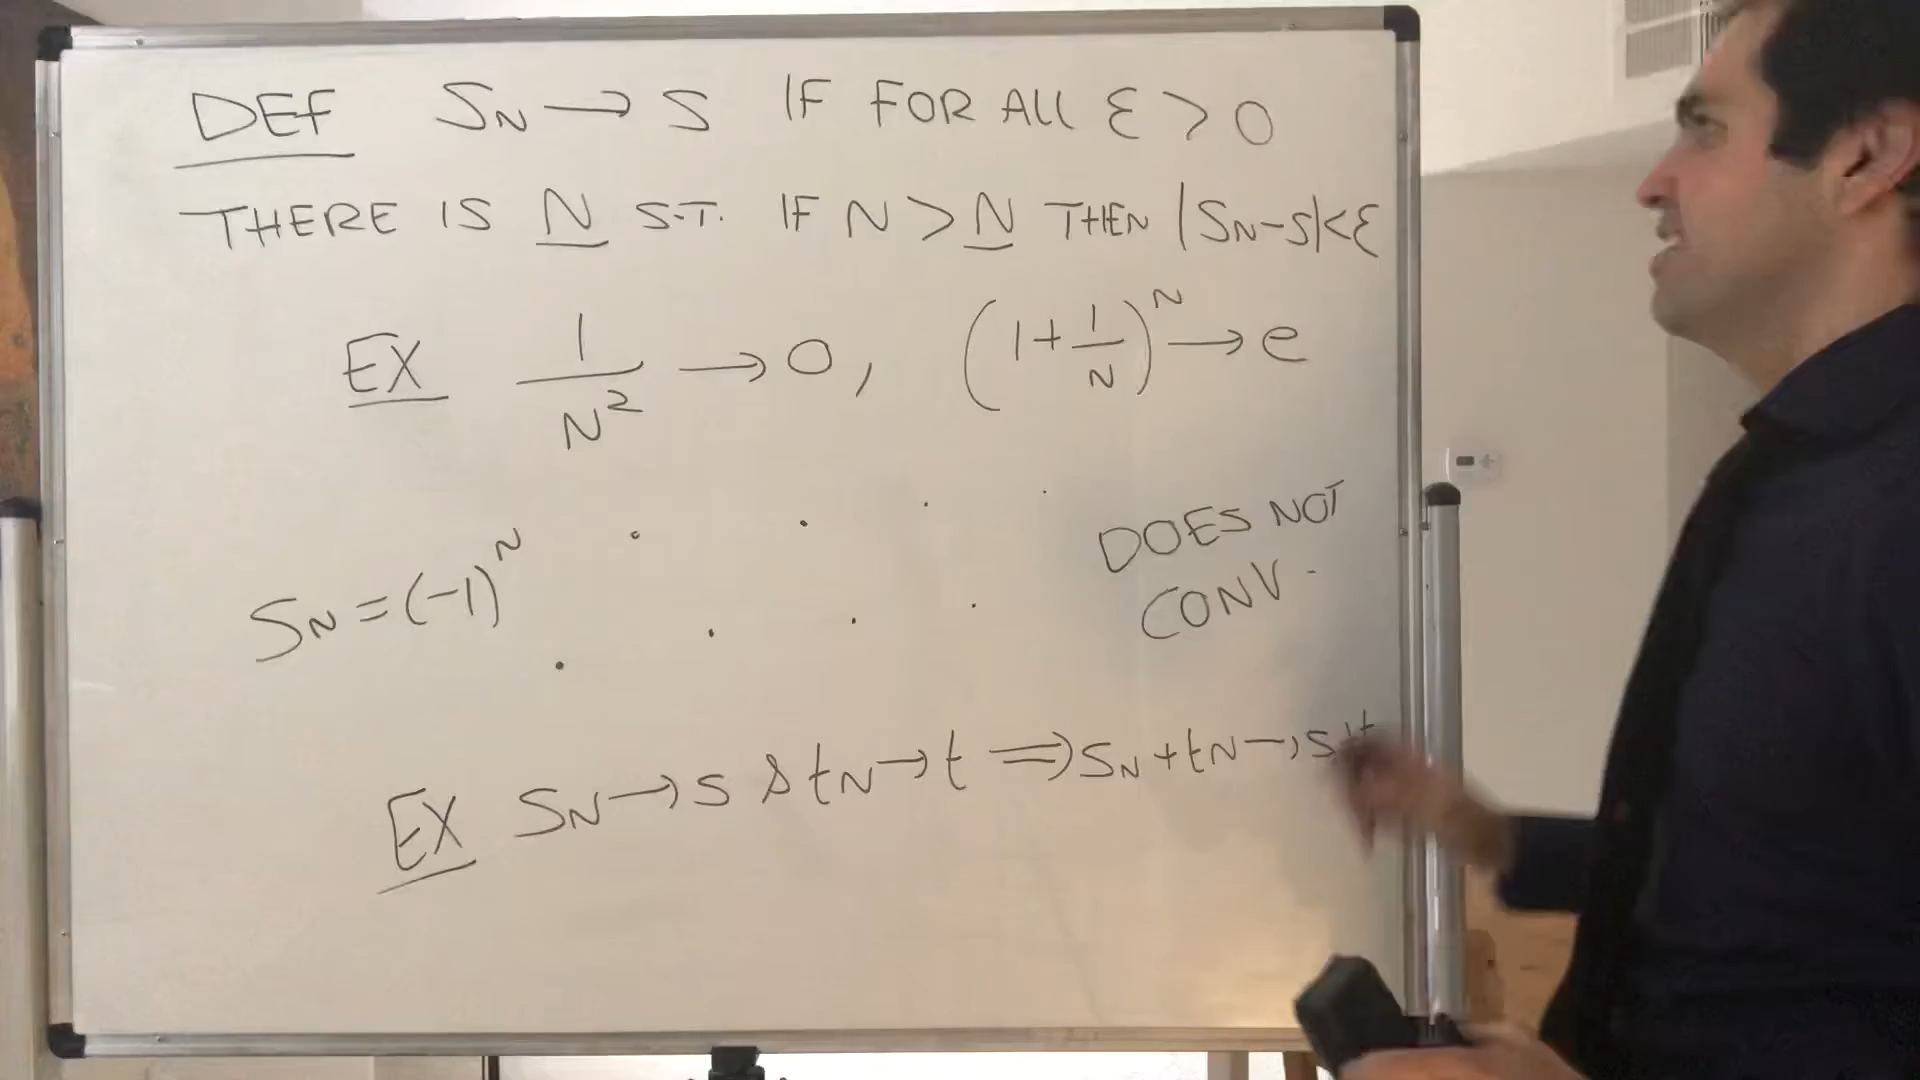 DEF SN → S IF FOR ALL ε > 0
THERE IS N S.T. IF N > N THEN |SN-S|<ε
EX 1/N² → 0, (1+1/N)^N → e
SN = (-1)^N
DOES NOT
CONV.
EX SN → S & tN → t ⇒ SN + tN → S+t